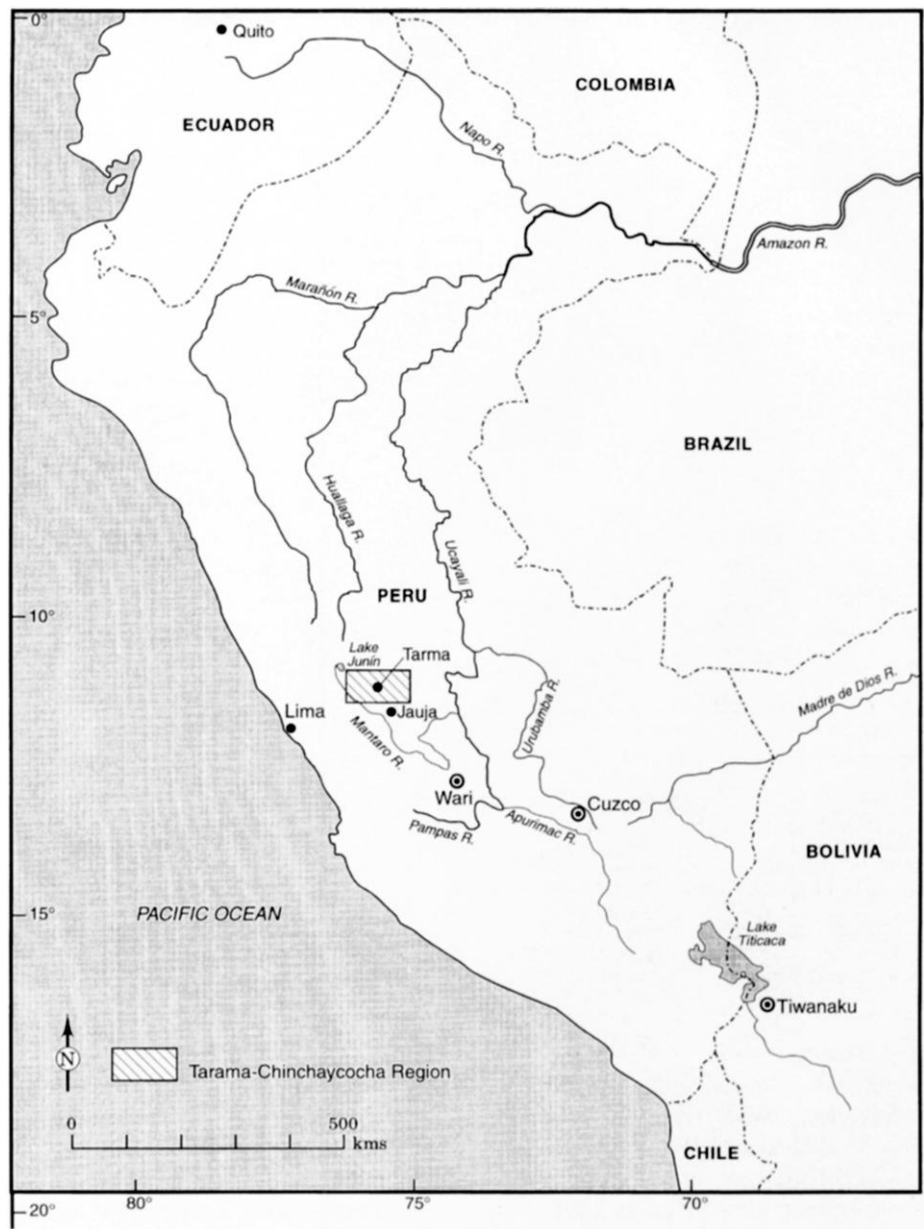 0°
Quito
COLOMBIA
ECUADOR
Napo R.
Amazon R.
Marañón R.
5°
BRAZIL
Huallaga R.
Ucayali R.
PERU
10°
Lake
Junín
Tarma
Urubamba R.
Madre de Dios R.
Lima
Jauja
Mantaro R.
Wari
Cuzco
Pampas R.
Apurimac R.
BOLIVIA
15°
PACIFIC OCEAN
Lake
Titicaca
Tiwanaku
N
Tarama-Chinchaycocha Region
0 500
kms
CHILE
20°
80° 75° 70°